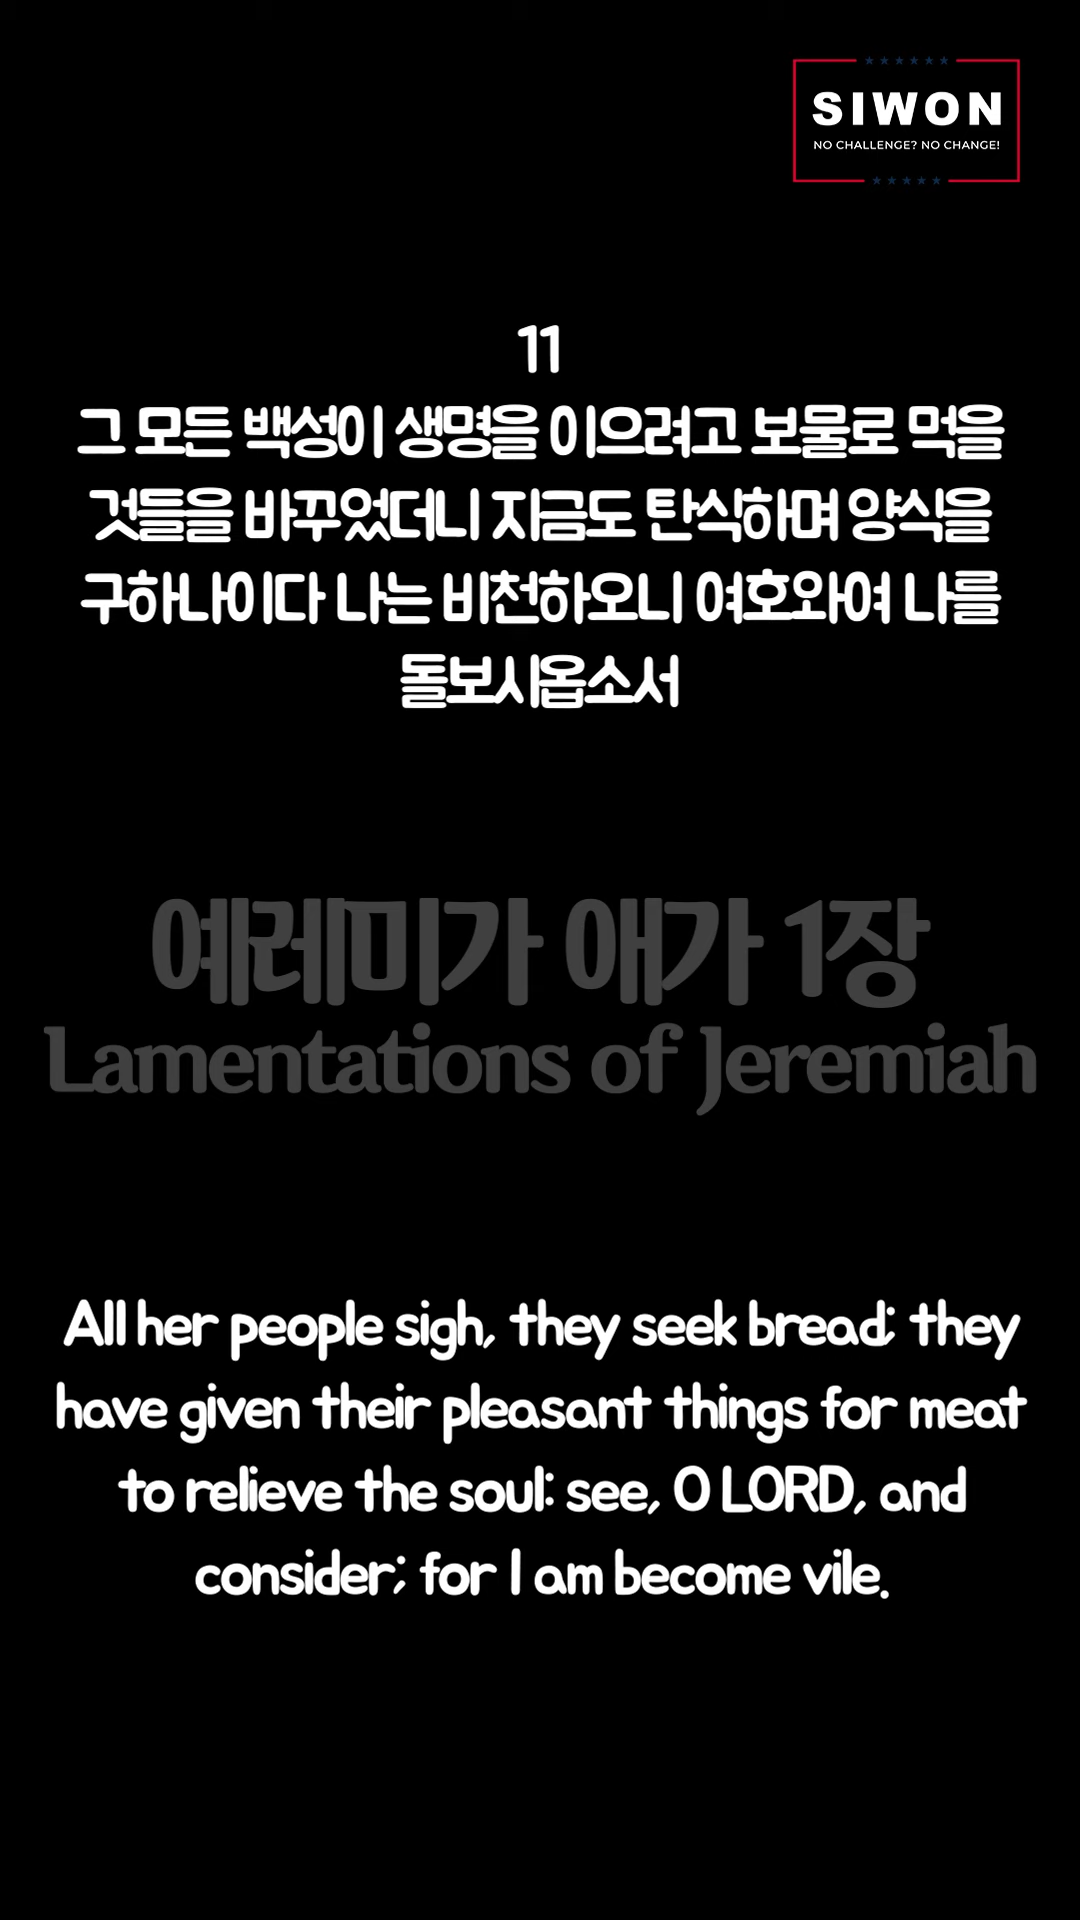 SIWON
NO CHALLENGE? NO CHANGE!
11
그 모든 백성이 생명을 이으려고 보물로 먹을
것들을 바꾸었더니 지금도 탄식하며 양식을
구하나이다 나는 비천하오니 여호와여 나를
돌보시옵소서
예레미가 애가 1장
Lamentations of Jeremiah
All her people sigh, they seek bread; they
have given their pleasant things for meat
to relieve the soul: see, O LORD, and
consider; for I am become vile.